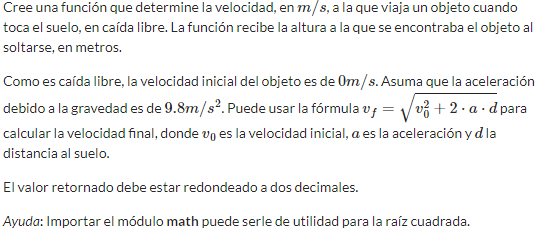 Cree una función que determine la velocidad, en m/s, a la que viaja un objeto cuando
toca el suelo, en caída libre. La función recibe la altura a la que se encontraba el objeto al
soltarse, en metros.
Como es caída libre, la velocidad inicial del objeto es de 0m/s. Asuma que la aceleración
debido a la gravedad es de 9.8m/s². Puede usar la fórmula v_f = √(v₀² + 2 · a · d) para
calcular la velocidad final, donde v₀ es la velocidad inicial, a es la aceleración y d la
distancia al suelo.
El valor retornado debe estar redondeado a dos decimales.
Ayuda: Importar el módulo math puede serle de utilidad para la raíz cuadrada.